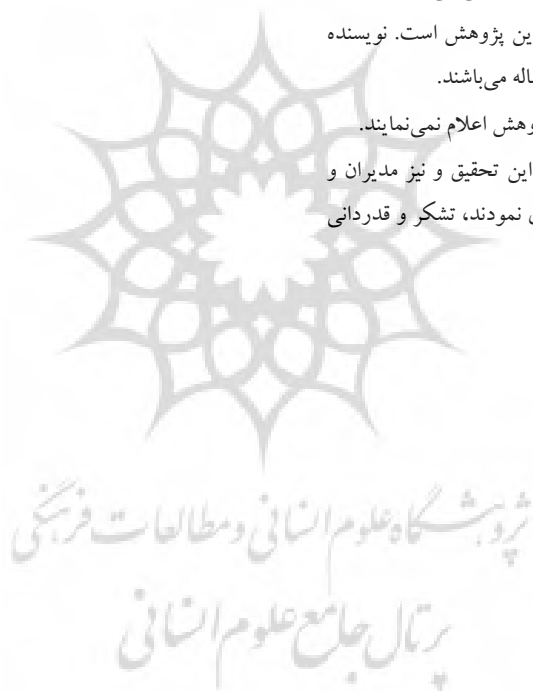 این پژوهش است. نویسنده
اله می‌باشند.
وهش اعلام نمی‌نمایند.
این تحقیق و نیز مدیران و
نمودند، تشکر و قدردانی
پژوهشگاه علوم انسانی و مطالعات فرهنگی
پرتال جامع علوم انسانی